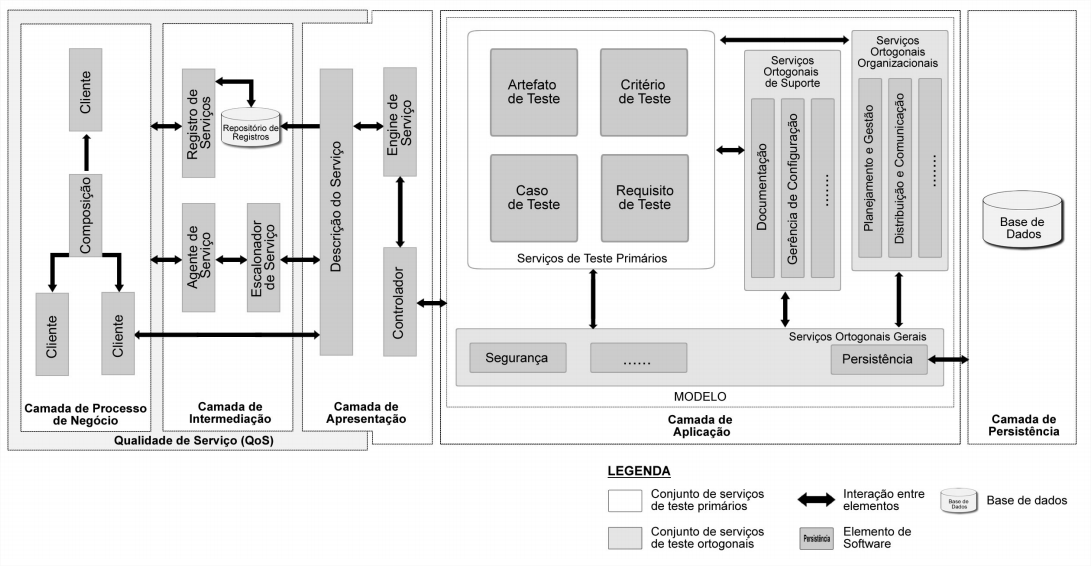 Cliente
Composição
Cliente
Cliente
Camada de Processo
de Negócio
Registro de
Serviços
Repositório de
Registros
Agente de
Serviço
Escalonador
de Serviço
Camada de
Intermediação
Qualidade de Serviço (QoS)
Descrição do Serviço
Engine de
Serviço
Controlador
Camada de
Apresentação
Artefato
de Teste
Critério
de Teste
Caso
de Teste
Requisito
de Teste
Serviços de Teste Primários
Serviços
Ortogonais
de Suporte
Documentação
Gerência de Configuração
.......
Serviços
Ortogonais
Organizacionais
Planejamento e Gestão
Distribuição e Comunicação
.......
Serviços Ortogonais Gerais
Segurança
......
Persistência
MODELO
Camada de
Aplicação
Base de
Dados
Camada de
Persistência
LEGENDA
Conjunto de serviços
de teste primários
Interação entre
elementos
Base de
Dados
Base de dados
Conjunto de serviços
de teste ortogonais
Persistência
Elemento de
Software